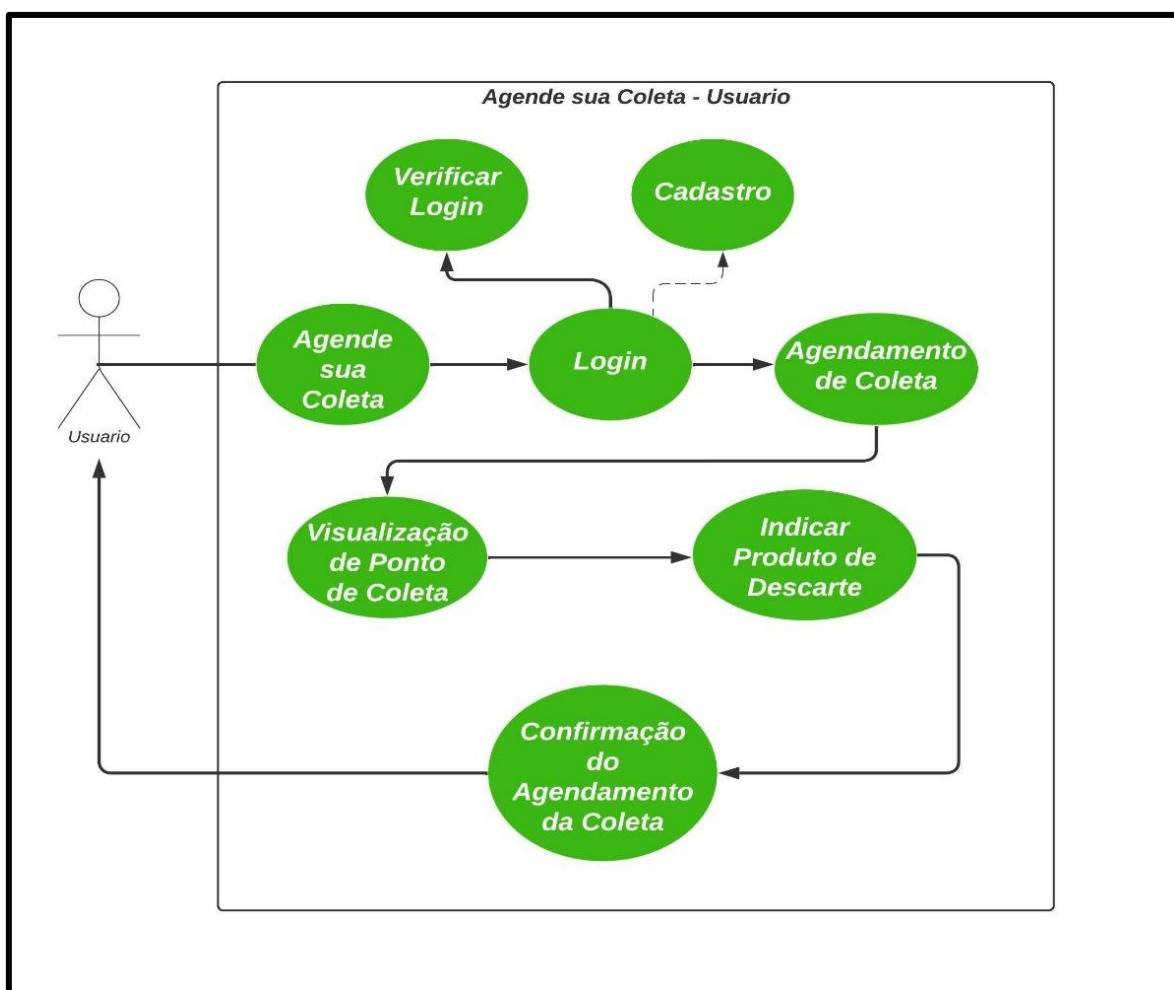 Agende sua Coleta - Usuario
Verificar
Login
Cadastro
Agende
sua
Coleta
Login
Agendamento
de Coleta
Usuario
Visualização
de Ponto
de Coleta
Indicar
Produto de
Descarte
Confirmação
do
Agendamento
da Coleta